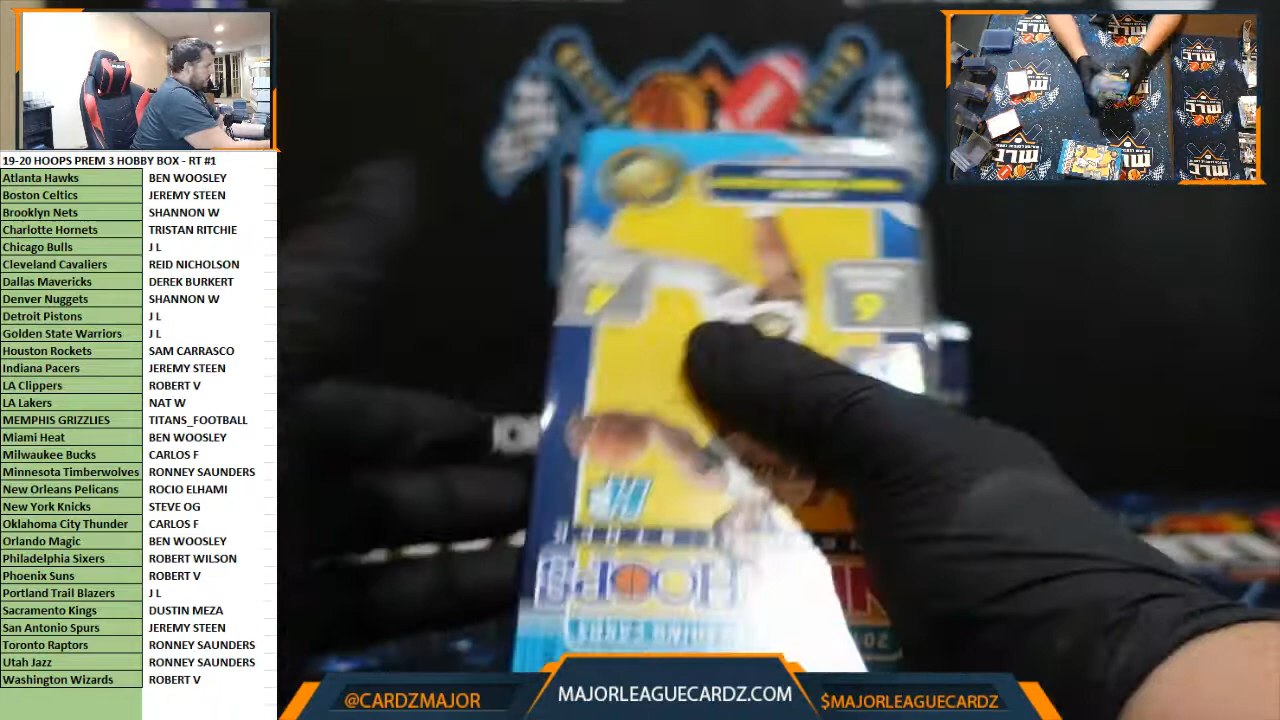 19-20 HOOPS PREM 3 HOBBY BOX - RT #1
Atlanta Hawks BEN WOOSLEY
Boston Celtics JEREMY STEEN
Brooklyn Nets SHANNON W
Charlotte Hornets TRISTAN RITCHIE
Chicago Bulls J L
Cleveland Cavaliers REID NICHOLSON
Dallas Mavericks DEREK BURKERT
Denver Nuggets SHANNON W
Detroit Pistons J L
Golden State Warriors J L
Houston Rockets SAM CARRASCO
Indiana Pacers JEREMY STEEN
LA Clippers ROBERT V
LA Lakers NAT W
MEMPHIS GRIZZLIES TITANS_FOOTBALL
Miami Heat BEN WOOSLEY
Milwaukee Bucks CARLOS F
Minnesota Timberwolves RONNEY SAUNDERS
New Orleans Pelicans ROCIO ELHAMI
New York Knicks STEVE OG
Oklahoma City Thunder CARLOS F
Orlando Magic BEN WOOSLEY
Philadelphia Sixers ROBERT WILSON
Phoenix Suns ROBERT V
Portland Trail Blazers J L
Sacramento Kings DUSTIN MEZA
San Antonio Spurs JEREMY STEEN
Toronto Raptors RONNEY SAUNDERS
Utah Jazz RONNEY SAUNDERS
Washington Wizards ROBERT V
9
HOOPS
@CARDZMAJOR
MAJORLEAGUECARDZ.COM
$MAJORLEAGUECARDZ